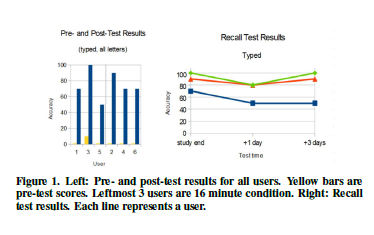 Pre- and Post-Test Results
(typed, all letters)
100
80
60
40
20
0
Accuracy
1 3 5 2 4 6
User
Recall Test Results
Typed
100
80
60
40
20
0
Accuracy
study end +1 day +3 days
Test time
Figure 1. Left: Pre- and post-test results for all users. Yellow bars are
pre-test scores. Leftmost 3 users are 16 minute condition. Right: Recall
test results. Each line represents a user.